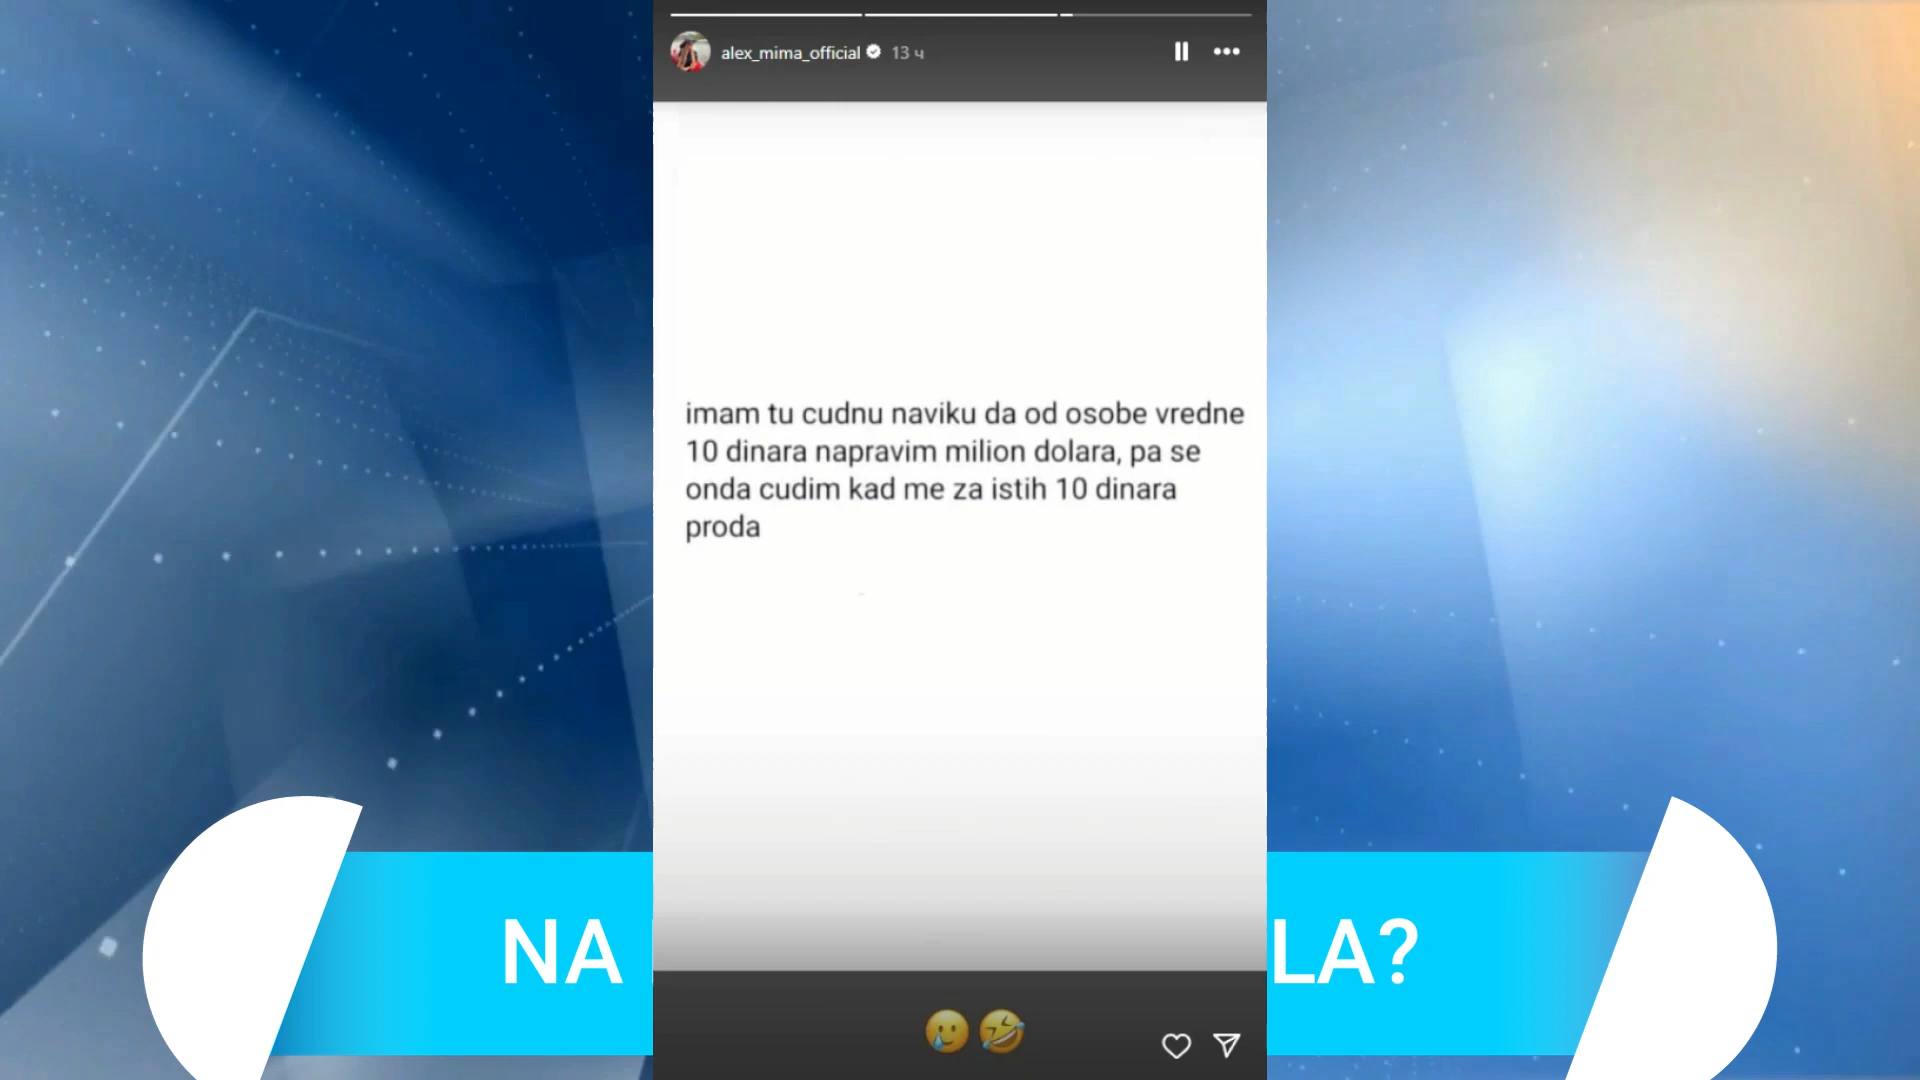 alex_mima_official 13 ч
imam tu cudnu naviku da od osobe vredne
10 dinara napravim milion dolara, pa se
onda cudim kad me za istih 10 dinara
proda
NA LA?